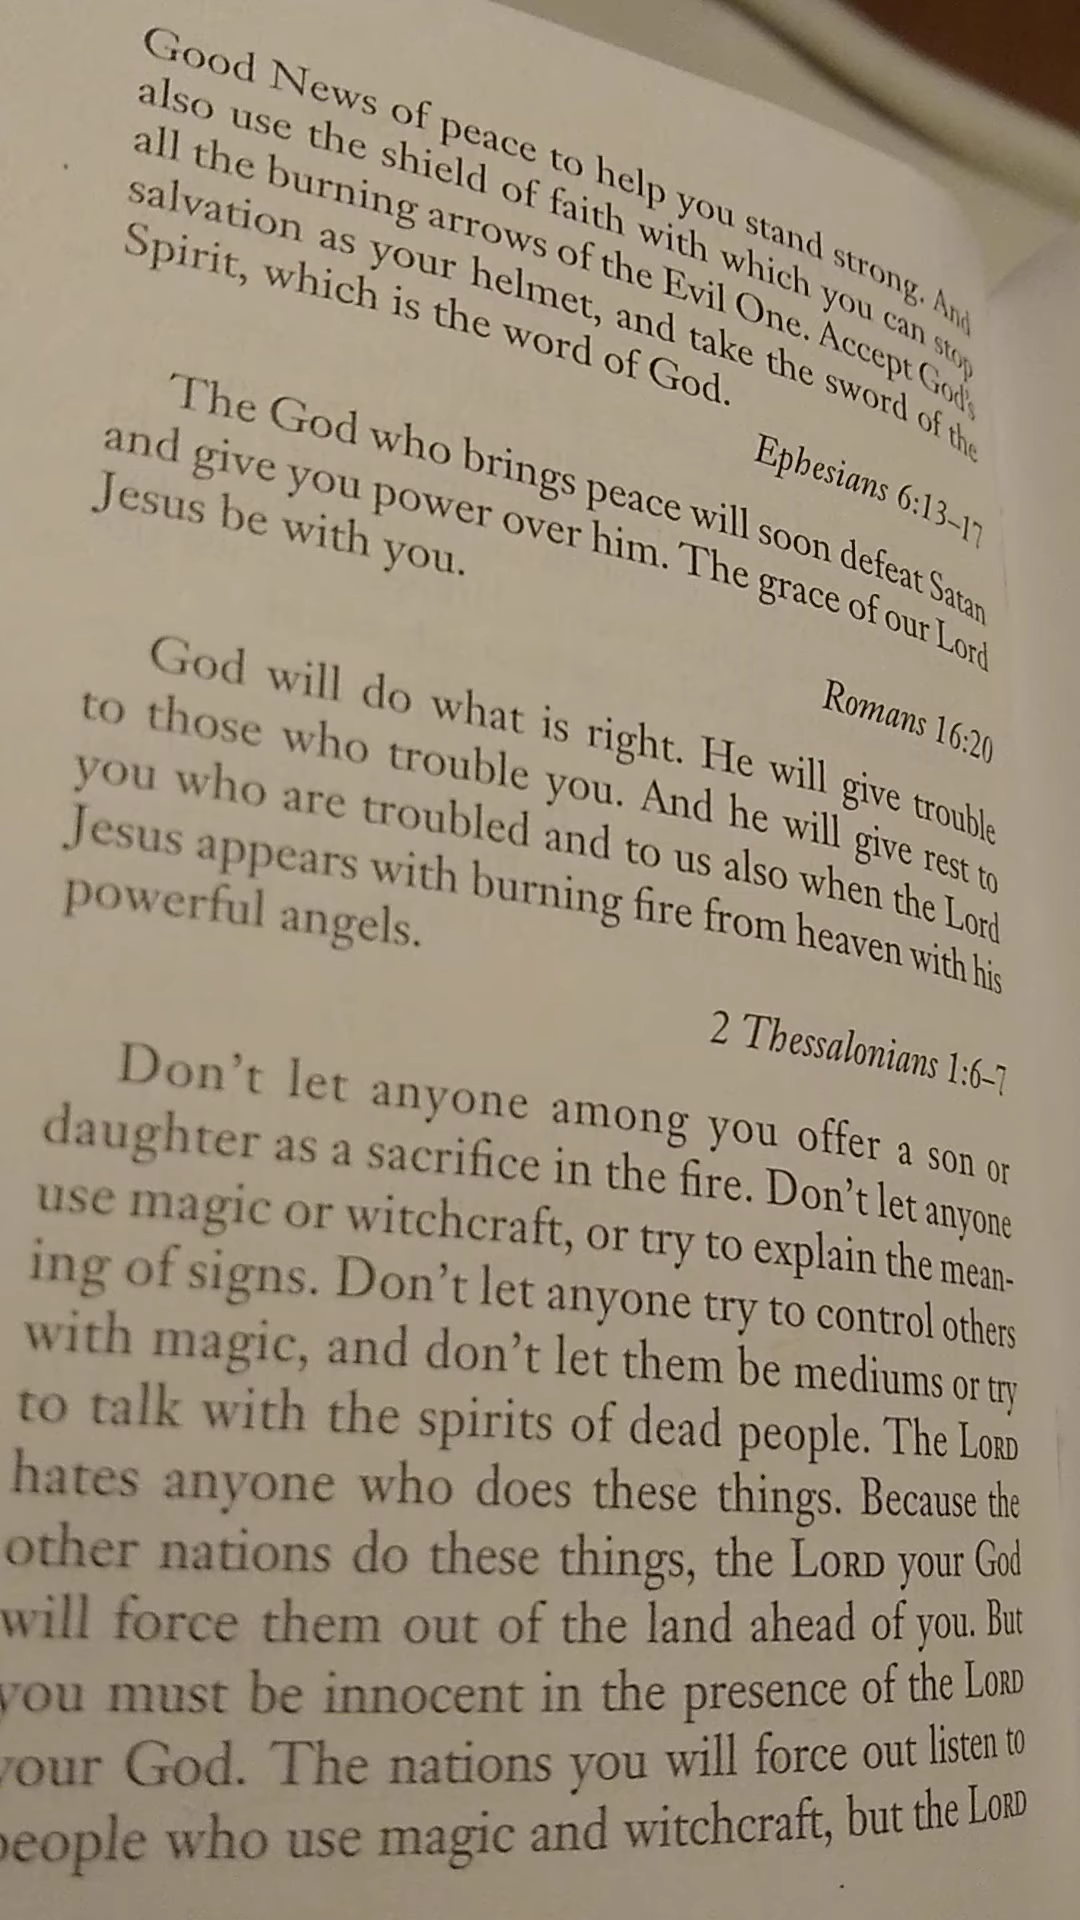 Good News of peace to help you stand strong. And
also use the shield of faith with which you can stop
all the burning arrows of the Evil One. Accept God's
salvation as your helmet, and take the sword of the
Spirit, which is the word of God.
Ephesians 6:13–17
The God who brings peace will soon defeat Satan
and give you power over him. The grace of our Lord
Jesus be with you.
Romans 16:20
God will do what is right. He will give trouble
to those who trouble you. And he will give rest to
you who are troubled and to us also when the Lord
Jesus appears with burning fire from heaven with his
powerful angels.
2 Thessalonians 1:6–7
Don't let anyone among you offer a son or
daughter as a sacrifice in the fire. Don't let anyone
use magic or witchcraft, or try to explain the mean-
ing of signs. Don't let anyone try to control others
with magic, and don't let them be mediums or try
to talk with the spirits of dead people. The LORD
hates anyone who does these things. Because the
other nations do these things, the LORD your God
will force them out of the land ahead of you. But
you must be innocent in the presence of the LORD
your God. The nations you will force out listen to
people who use magic and witchcraft, but the LORD